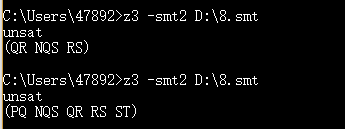 C:\Users\47892>z3 -smt2 D:\8.smt
unsat
(QR NQS RS)
C:\Users\47892>z3 -smt2 D:\8.smt
unsat
(PQ NQS QR RS ST)